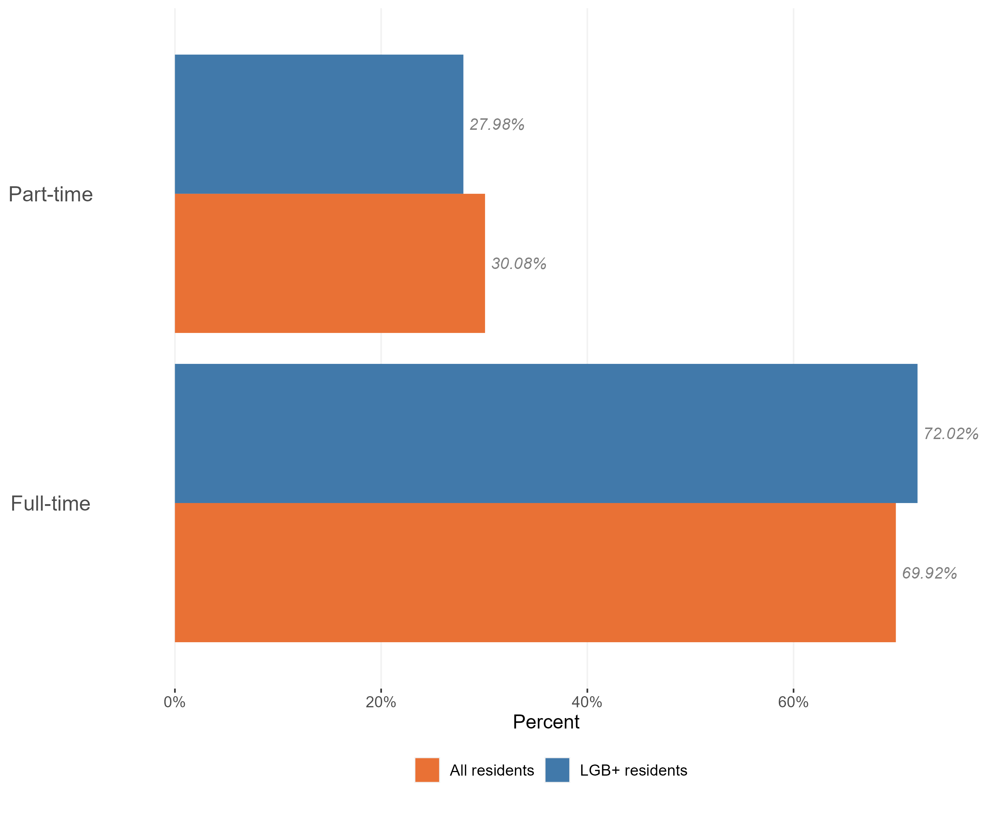 27.98%
Part-time
30.08%
72.02%
Full-time
69.92%
0% 20% 40% 60%
Percent
All residents LGB+ residents